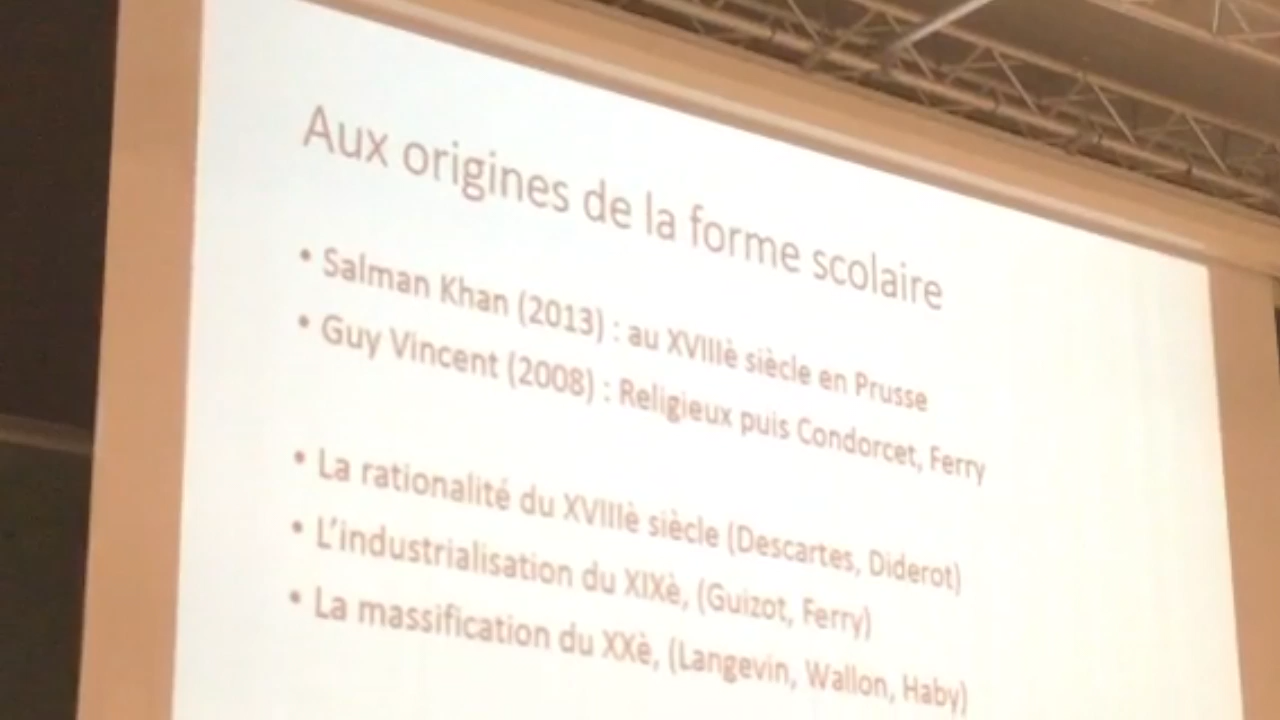 Aux origines de la forme scolaire
• Salman Khan (2013) : au XVIIIè siècle en Prusse
• Guy Vincent (2008) : Religieux puis Condorcet, Ferry
• La rationalité du XVIIIè siècle (Descartes, Diderot)
• L'industrialisation du XIXè, (Guizot, Ferry)
• La massification du XXè, (Langevin, Wallon, Haby)